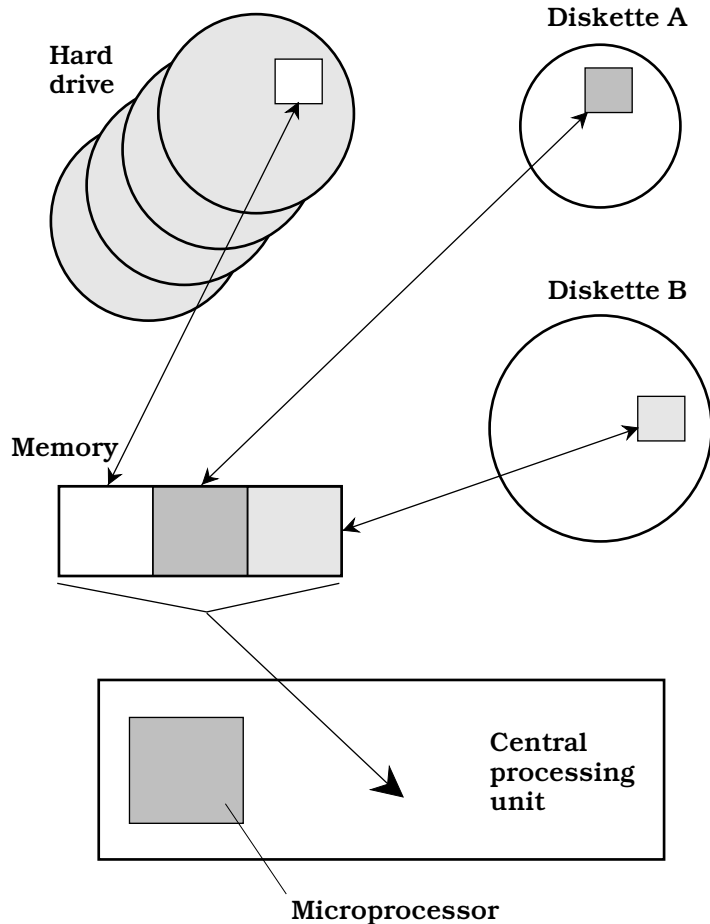 Hard
drive
Diskette A
Diskette B
Memory
Central
processing
unit
Microprocessor